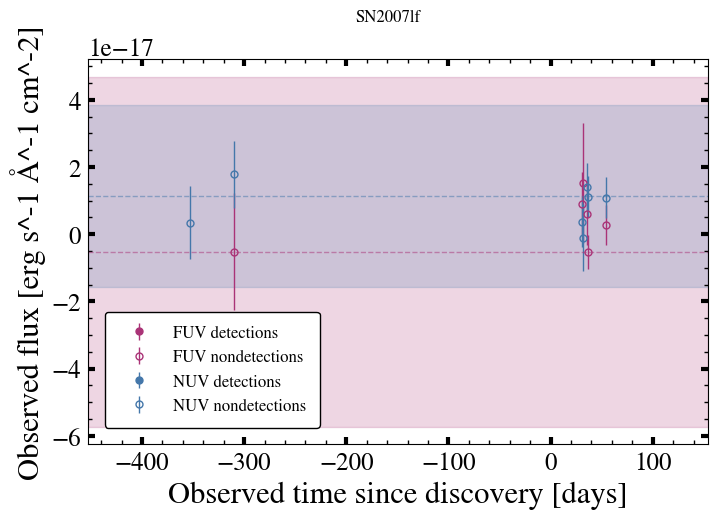 SN2007lf
1e−17
Observed flux [erg s^-1 Å^-1 cm^-2]
4
2
0
−2
−4
−6
FUV detections
FUV nondetections
NUV detections
NUV nondetections
−400 −300 −200 −100 0 100
Observed time since discovery [days]